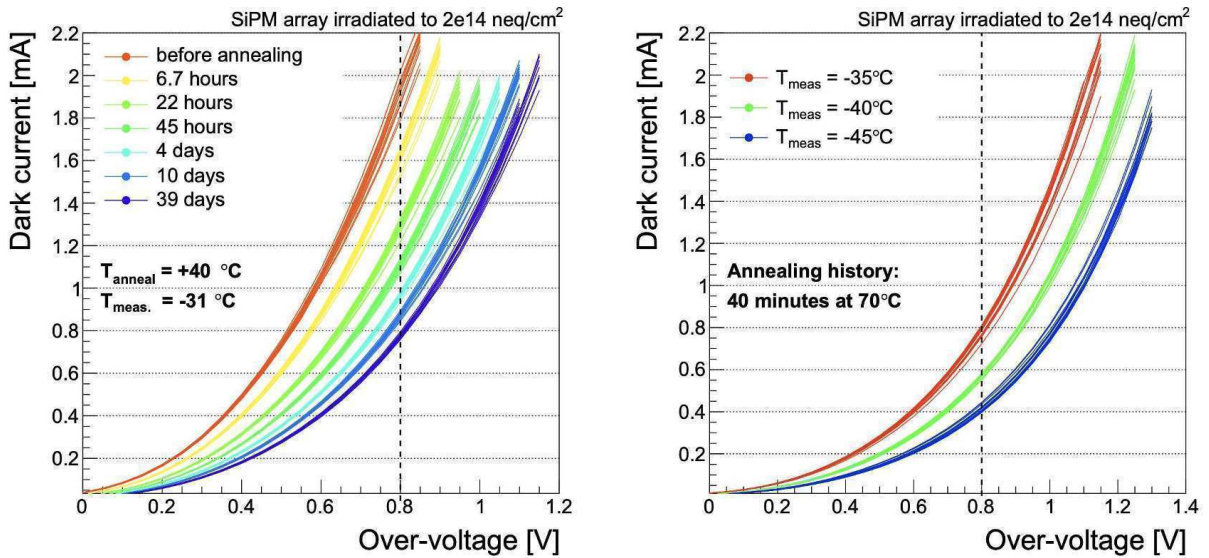 SiPM array irradiated to 2e14 neq/cm²
Dark current [mA]
2.2
2
1.8
1.6
1.4
1.2
1
0.8
0.6
0.4
0.2
before annealing
6.7 hours
22 hours
45 hours
4 days
10 days
39 days
T_anneal = +40 °C
T_meas. = -31 °C
0 0.2 0.4 0.6 0.8 1 1.2
Over-voltage [V]
SiPM array irradiated to 2e14 neq/cm²
Dark current [mA]
2.2
2
1.8
1.6
1.4
1.2
1
0.8
0.6
0.4
0.2
T_meas = -35°C
T_meas = -40°C
T_meas = -45°C
Annealing history:
40 minutes at 70°C
0 0.2 0.4 0.6 0.8 1 1.2 1.4
Over-voltage [V]